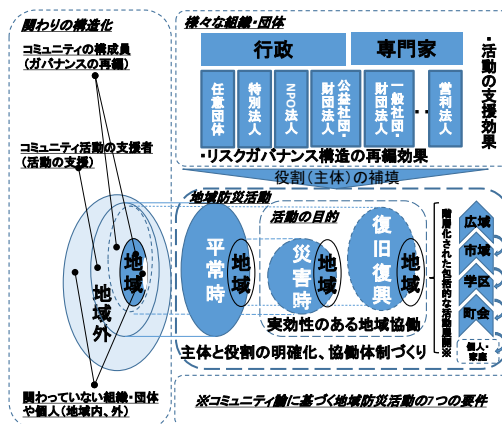 関わりの構造化
コミュニティの構成員
(ガバナンスの再編)
コミュニティ活動の支援者
(活動の支援)
地域
地域外
関わっていない組織・団体
や個人(地域内、外)
様々な組織・団体
行政
専門家
任意団体
特別法人
NPO法人
公益社団・
財団法人
一般社団・
財団法人
・・
営利法人
・活動の支援効果
・リスクガバナンス構造の再編効果
役割(主体)の補填
地域防災活動
活動の目的
平常時
地域
災害時
地域
復旧復興
地域
実効性のある地域協働
主体と役割の明確化、協働体制づくり
階層化された包括的な活動展開※
広域
市域
学区
町会
個人・
家庭
※コミュニティ論に基づく地域防災活動の7つの要件